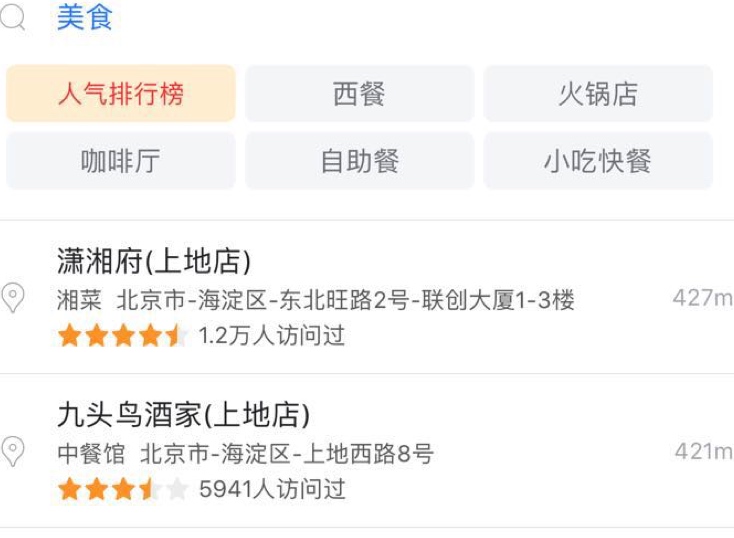 美食
人气排行榜 西餐 火锅店
咖啡厅 自助餐 小吃快餐
潇湘府(上地店)
湘菜 北京市-海淀区-东北旺路2号-联创大厦1-3楼 427m
1.2万人访问过
九头鸟酒家(上地店)
中餐馆 北京市-海淀区-上地西路8号 421m
5941人访问过